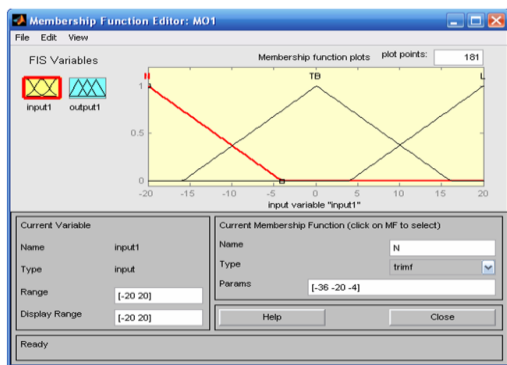 Membership Function Editor: MO1
File Edit View
FIS Variables
Membership function plots plot points: 181
input1 output1
N TB L
1
0.5
0
-20 -15 -10 -5 0 5 10 15 20
input variable "input1"
Current Variable
Name input1
Type input
Range [-20 20]
Display Range [-20 20]
Current Membership Function (click on MF to select)
Name N
Type trimf
Params [-36 -20 -4]
Help Close
Ready